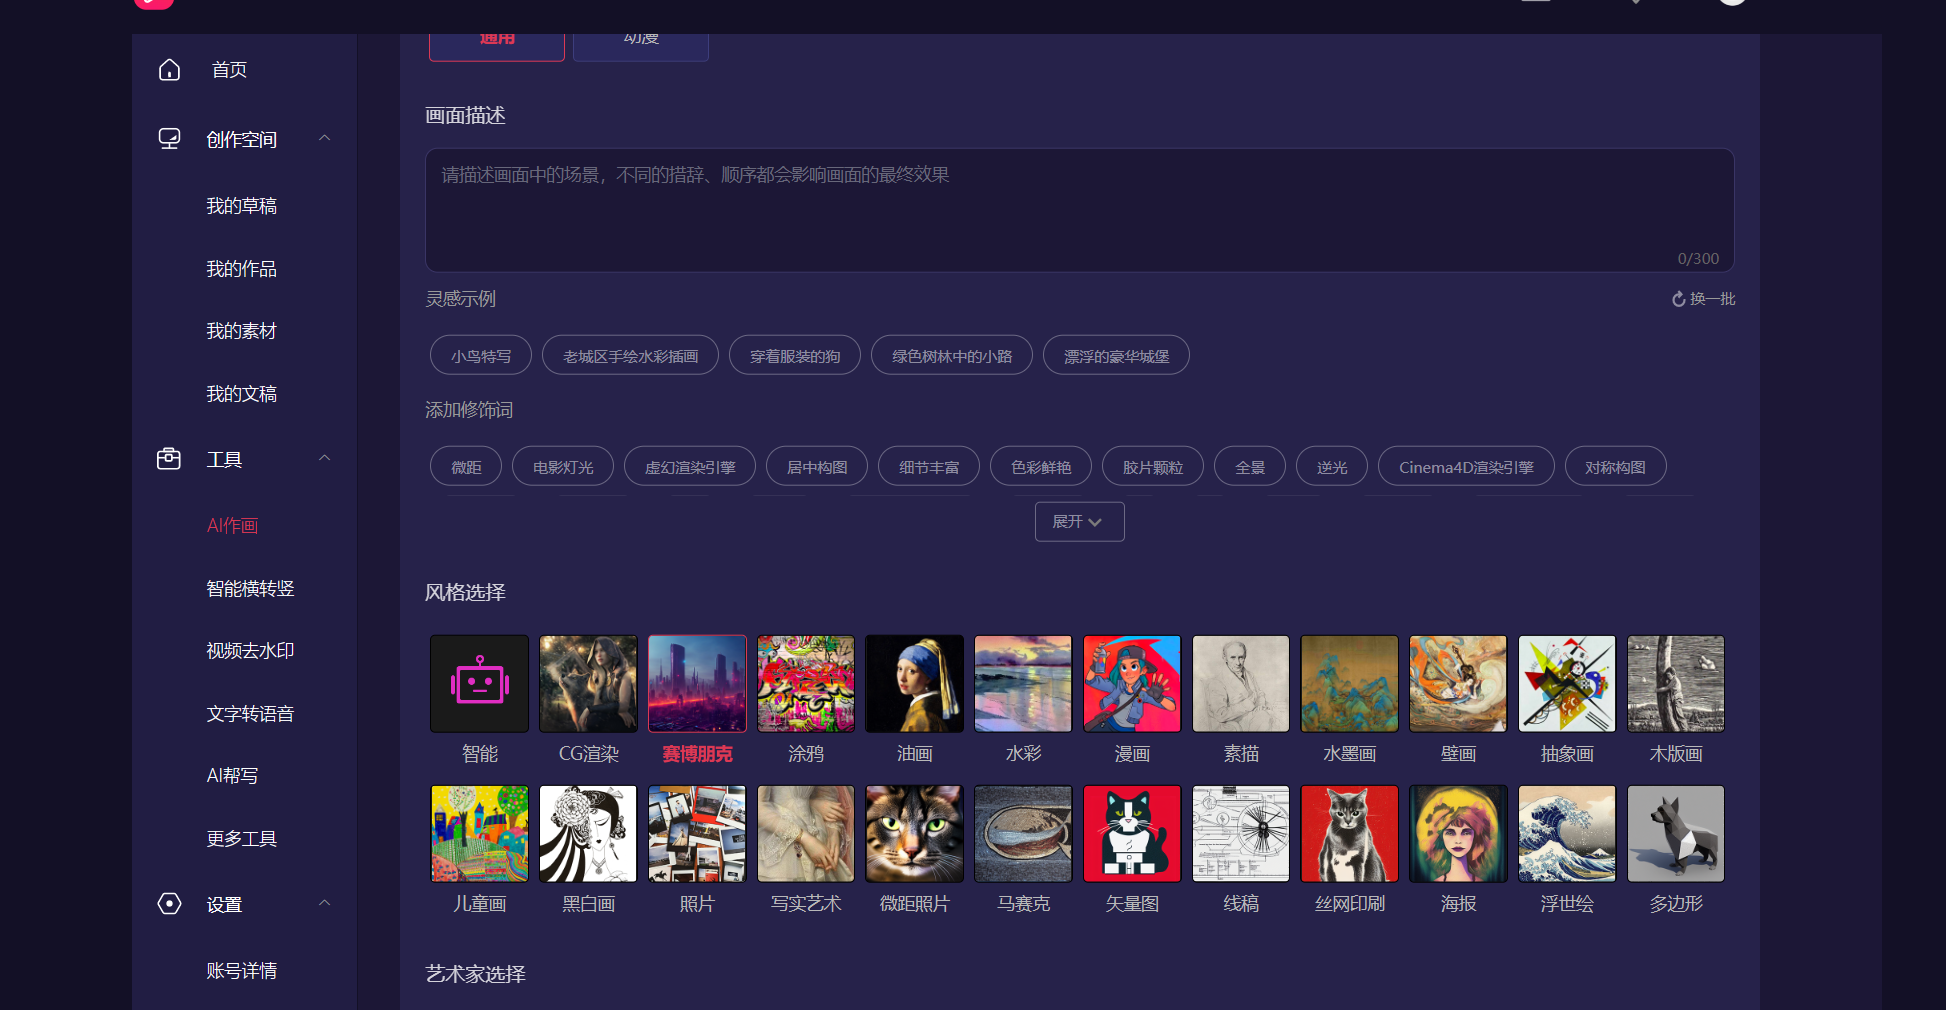 通用
动漫
首页
创作空间
我的草稿
我的作品
我的素材
我的文稿
工具
AI作画
智能横转竖
视频去水印
文字转语音
AI帮写
更多工具
设置
账号详情
画面描述
请描述画面中的场景，不同的措辞、顺序都会影响画面的最终效果
0/300
灵感示例
换一批
小鸟特写 老城区手绘水彩插画 穿着服装的狗 绿色树林中的小路 漂浮的豪华城堡
添加修饰词
微距 电影灯光 虚幻渲染引擎 居中构图 细节丰富 色彩鲜艳 胶片颗粒 全景 逆光 Cinema4D渲染引擎 对称构图
展开
风格选择
智能 CG渲染 赛博朋克 涂鸦 油画 水彩 漫画 素描 水墨画 壁画 抽象画 木版画
儿童画 黑白画 照片 写实艺术 微距照片 马赛克 矢量图 线稿 丝网印刷 海报 浮世绘 多边形
艺术家选择